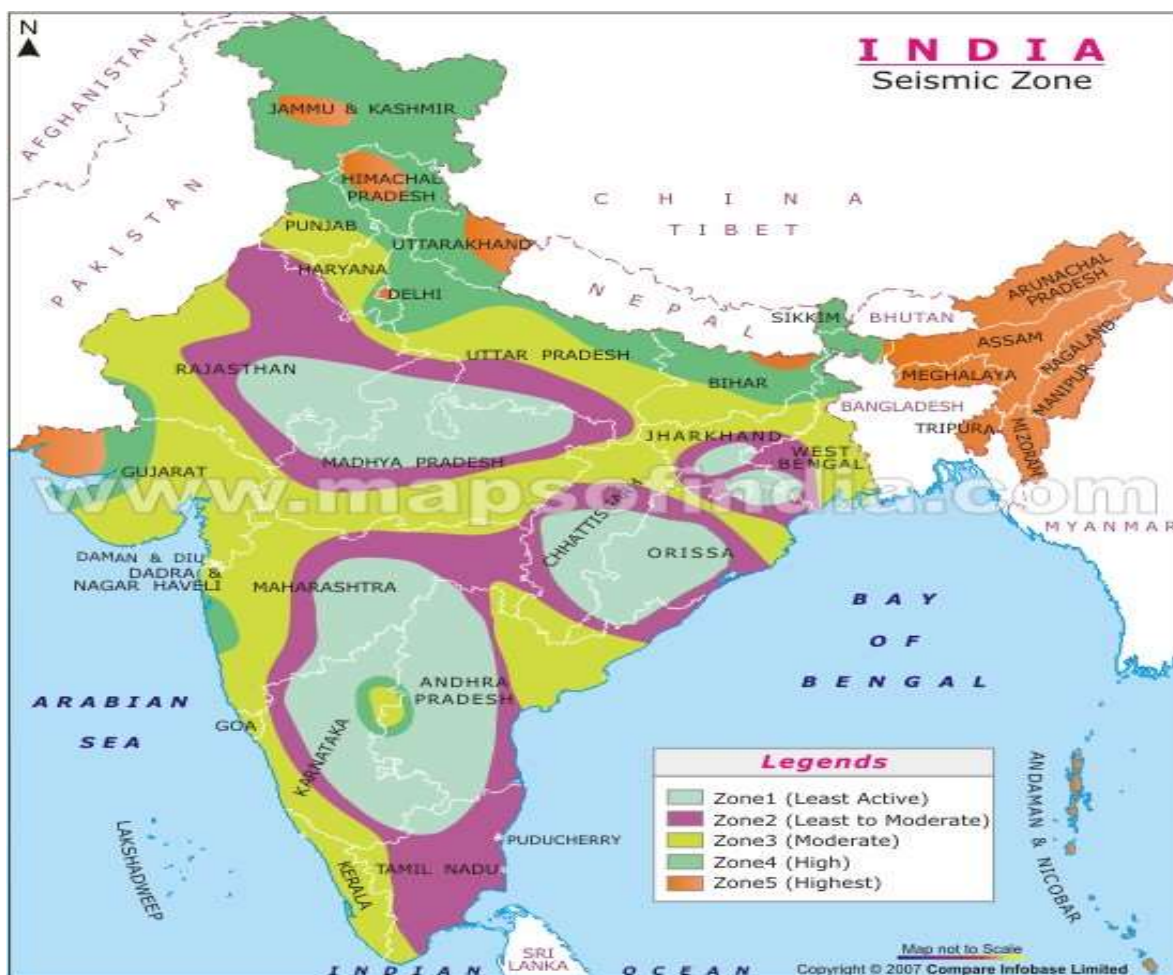 N
INDIA
Seismic Zone
AFGHANISTAN
JAMMU & KASHMIR
HIMACHAL
PRADESH
CHINA
TIBET
PAKISTAN
PUNJAB
UTTARAKHAND
HARYANA
DELHI
NEPAL
ARUNACHAL
PRADESH
SIKKIM
BHUTAN
ASSAM
NAGALAND
RAJASTHAN
UTTAR PRADESH
BIHAR
MEGHALAYA
MANIPUR
BANGLADESH
TRIPURA
MIZORAM
JHARKHAND
WEST
BENGAL
GUJARAT
MADHYA PRADESH
www.mapsofindia.com
MYANMAR
CHHATTISGARH
ORISSA
DAMAN & DIU
DADRA &
NAGAR HAVELI
MAHARASHTRA
BAY
OF
BENGAL
ANDHRA
PRADESH
ARABIAN
SEA
GOA
KARNATAKA
Legends
Zone1 (Least Active)
Zone2 (Least to Moderate)
Zone3 (Moderate)
Zone4 (High)
Zone5 (Highest)
ANDAMAN & NICOBAR
LAKSHADWEEP
PUDUCHERRY
TAMIL NADU
KERALA
SRI
LANKA
INDIAN OCEAN
Map not to Scale
Copyright © 2007 Compare Infobase Limited